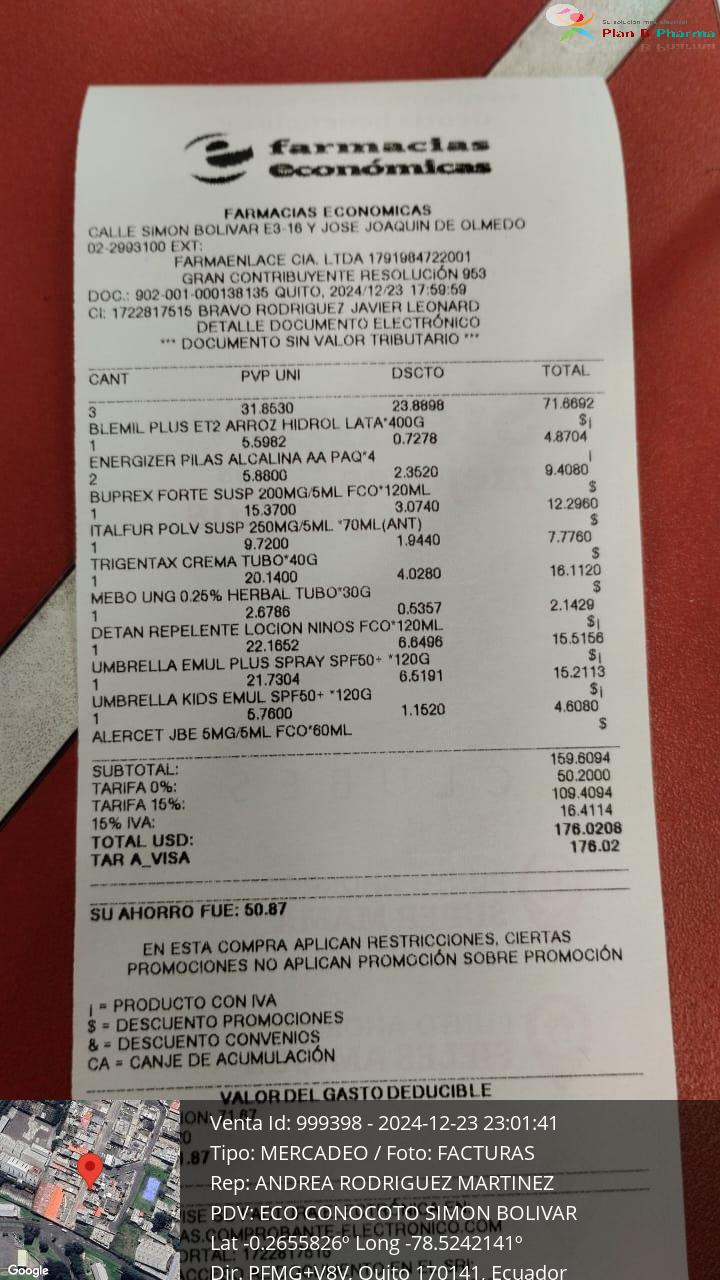 Su solucion mas efectiva!
Plan B Pharma
farmacias
económicas
FARMACIAS ECONOMICAS
CALLE SIMON BOLIVAR E3-16 Y JOSE JOAQUIN DE OLMEDO
02-2993100 EXT:
FARMAENLACE CIA. LTDA 1791984722001
GRAN CONTRIBUYENTE RESOLUCIÓN 953
DOC.: 902-001-000138135 QUITO, 2024/12/23 17:59:59
CI: 1722817515 BRAVO RODRIGUEZ JAVIER LEONARD
DETALLE DOCUMENTO ELECTRÓNICO
*** DOCUMENTO SIN VALOR TRIBUTARIO ***
CANT PVP UNI DSCTO TOTAL
3 31.8530 23.8898 71.6692
BLEMIL PLUS ET2 ARROZ HIDROL LATA*400G $¡
1 5.5982 0.7278 4.8704
ENERGIZER PILAS ALCALINA AA PAQ*4 ¡
2 5.8800 2.3520 9.4080
BUPREX FORTE SUSP 200MG/5ML FCO*120ML $
1 15.3700 3.0740 12.2960
ITALFUR POLV SUSP 250MG/5ML *70ML(ANT) $
1 9.7200 1.9440 7.7760
TRIGENTAX CREMA TUBO*40G $
1 20.1400 4.0280 16.1120
MEBO UNG 0.25% HERBAL TUBO*30G $
1 2.6786 0.5357 2.1429
DETAN REPELENTE LOCION NINOS FCO*120ML $¡
1 22.1652 6.6496 15.5156
UMBRELLA EMUL PLUS SPRAY SPF50+ *120G $¡
1 21.7304 6.5191 15.2113
UMBRELLA KIDS EMUL SPF50+ *120G $¡
1 5.7600 1.1520 4.6080
ALERCET JBE 5MG/5ML FCO*60ML $
SUBTOTAL: 159.6094
TARIFA 0%: 50.2000
TARIFA 15%: 109.4094
15% IVA: 16.4114
TOTAL USD: 176.0208
TAR A_VISA 176.02
SU AHORRO FUE: 50.87
EN ESTA COMPRA APLICAN RESTRICCIONES, CIERTAS
PROMOCIONES NO APLICAN PROMOCIÓN SOBRE PROMOCIÓN
¡ = PRODUCTO CON IVA
$ = DESCUENTO PROMOCIONES
& = DESCUENTO CONVENIOS
CA = CANJE DE ACUMULACIÓN
VALOR DEL GASTO DEDUCIBLE
Venta Id: 999398 - 2024-12-23 23:01:41
Tipo: MERCADEO / Foto: FACTURAS
Rep: ANDREA RODRIGUEZ MARTINEZ
PDV: ECO CONOCOTO SIMON BOLIVAR
Lat -0.2655826º Long -78.5242141º
Dir. PFMG+V8V, Quito 170141, Ecuador
Google